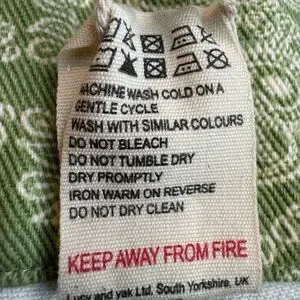 MACHINE WASH COLD ON A
GENTLE CYCLE
WASH WITH SIMILAR COLOURS
DO NOT BLEACH
DO NOT TUMBLE DRY
DRY PROMPTLY
IRON WARM ON REVERSE
DO NOT DRY CLEAN
KEEP AWAY FROM FIRE
Lucy and yak Ltd, South Yorkshire, UK